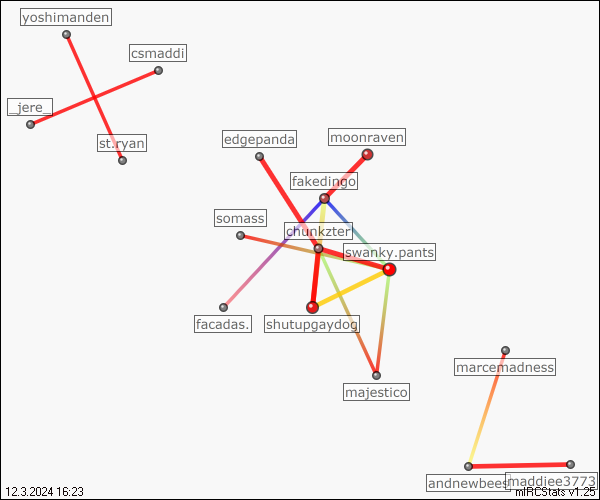 yoshimanden
csmaddi
_jere_
st.ryan
edgepanda
moonraven
fakedingo
somass
chunkzter
swanky.pants
facadas.
shutupgaydog
majestico
marcemadness
andnewbees
maddiee3773
12.3.2024 16:23
mIRCStats v1.25